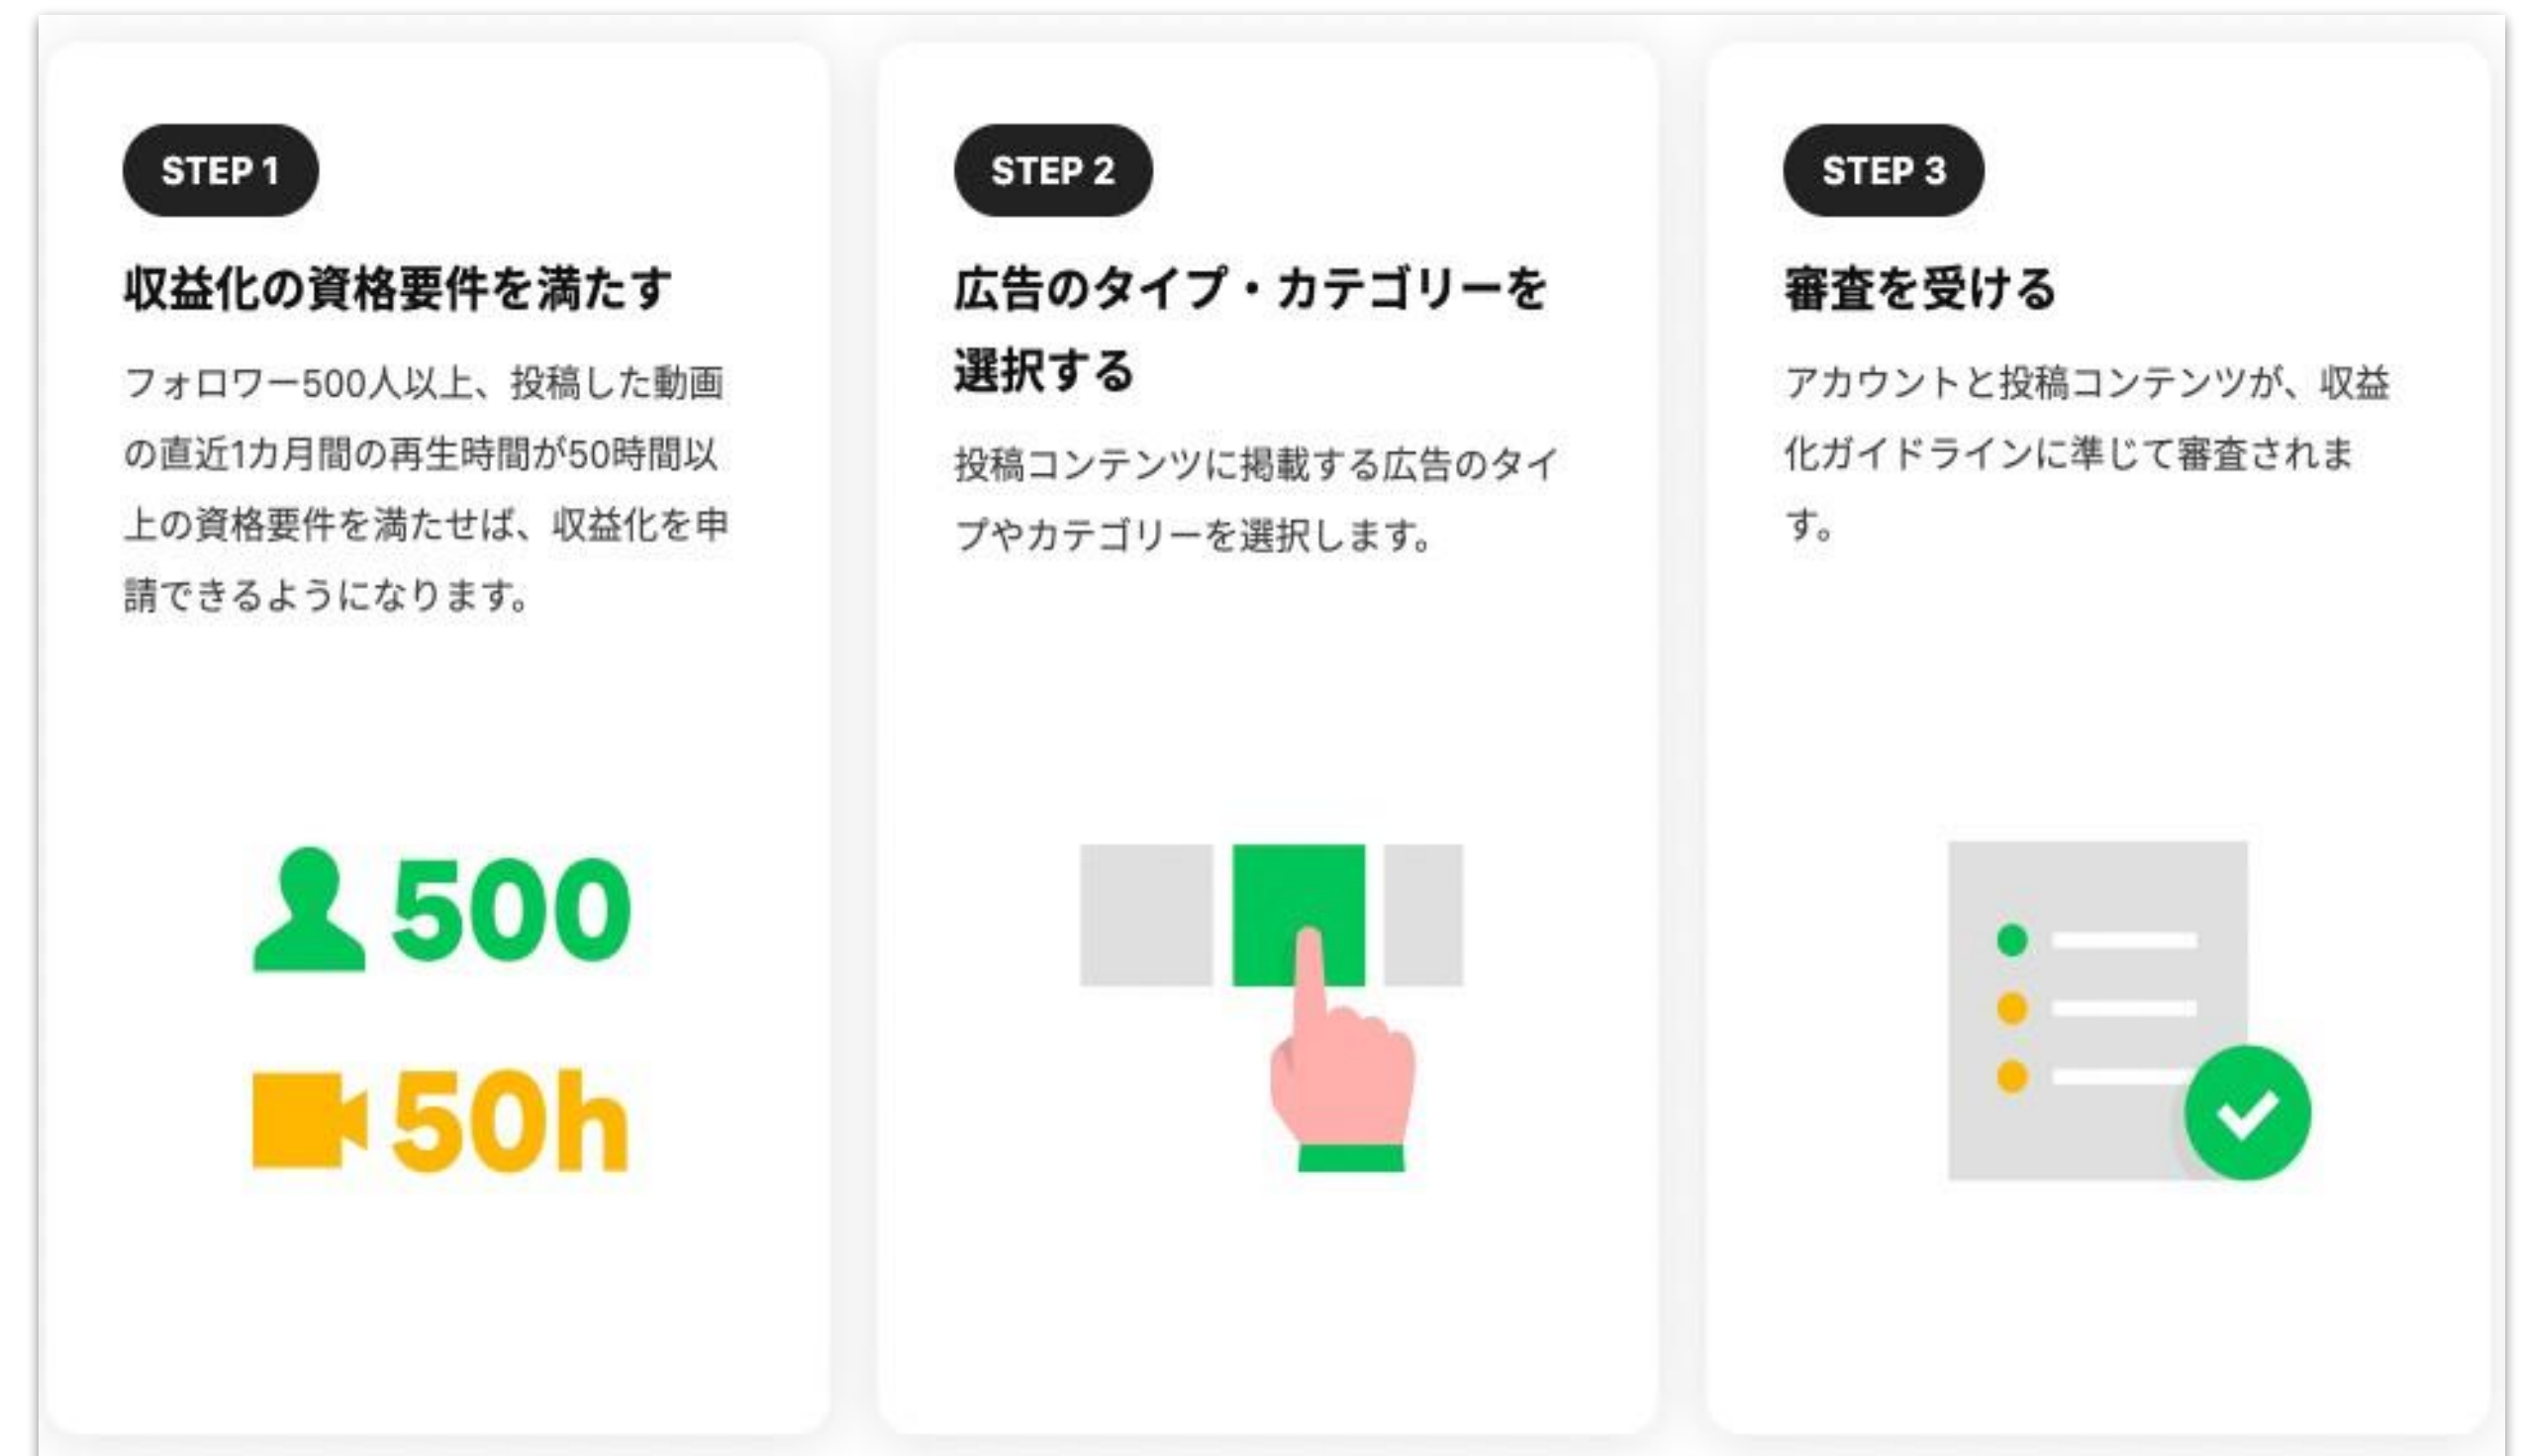 STEP 1
収益化の資格要件を満たす
フォロワー500人以上、投稿した動画
の直近1カ月間の再生時間が50時間以
上の資格要件を満たせば、収益化を申
請できるようになります。
500
50h
STEP 2
広告のタイプ・カテゴリーを
選択する
投稿コンテンツに掲載する広告のタイ
プやカテゴリーを選択します。
STEP 3
審査を受ける
アカウントと投稿コンテンツが、収益
化ガイドラインに準じて審査されま
す。